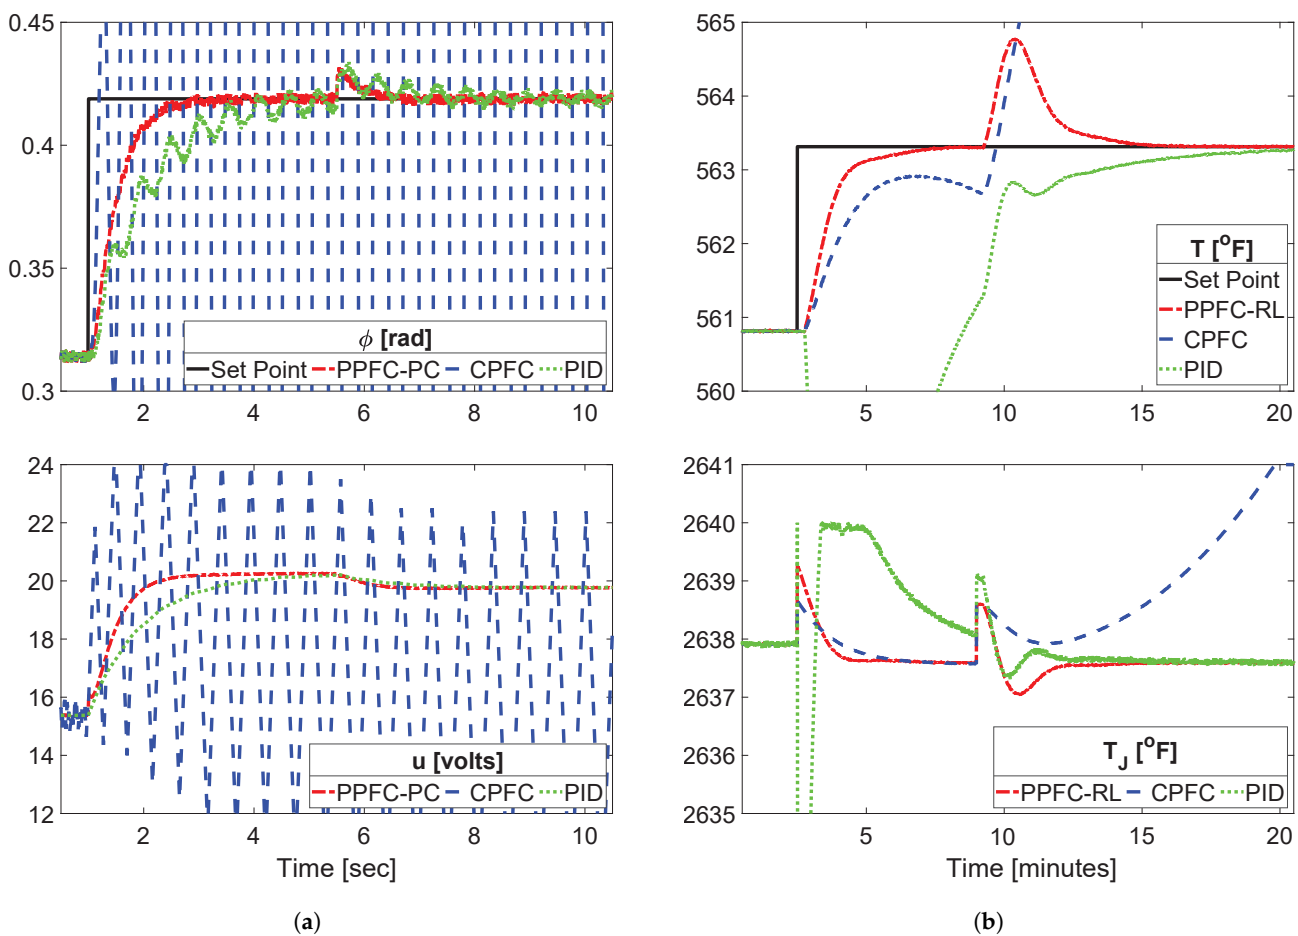 0.45
0.4
0.35
0.3
ϕ [rad]
Set Point PPFC-PC CPFC PID
2 4 6 8 10
24
22
20
18
16
14
12
u [volts]
PPFC-PC CPFC PID
2 4 6 8 10
Time [sec]
(a)
565
564
563
562
561
560
T [°F]
Set Point
PPFC-RL
CPFC
PID
5 10 15 20
2641
2640
2639
2638
2637
2636
2635
T_J [°F]
PPFC-RL CPFC PID
5 10 15 20
Time [minutes]
(b)